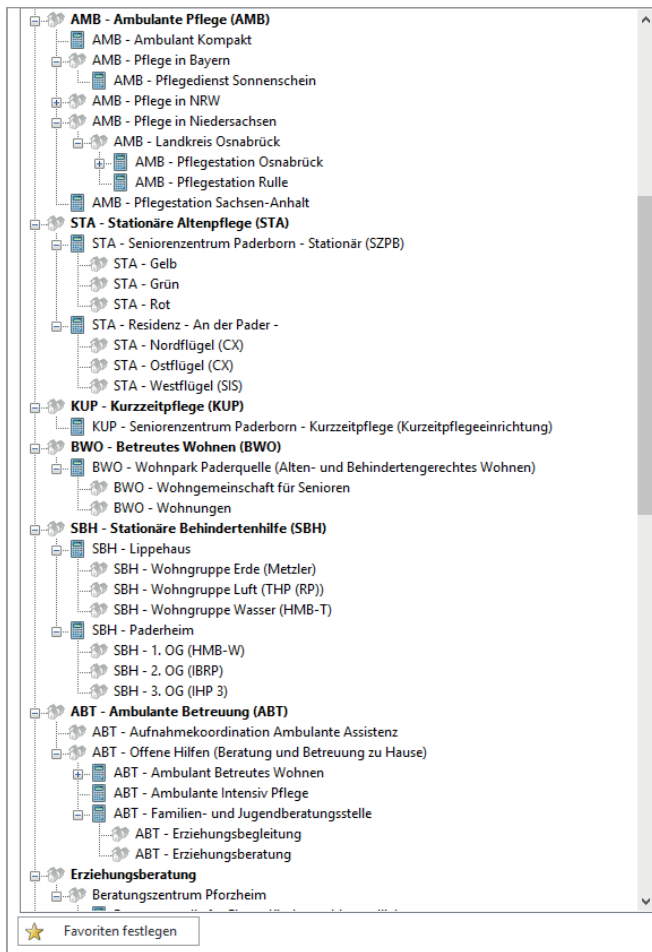 AMB - Ambulante Pflege (AMB)
AMB - Ambulant Kompakt
AMB - Pflege in Bayern
AMB - Pflegedienst Sonnenschein
AMB - Pflege in NRW
AMB - Pflege in Niedersachsen
AMB - Landkreis Osnabrück
AMB - Pflegestation Osnabrück
AMB - Pflegestation Rulle
AMB - Pflegestation Sachsen-Anhalt
STA - Stationäre Altenpflege (STA)
STA - Seniorenzentrum Paderborn - Stationär (SZPB)
STA - Gelb
STA - Grün
STA - Rot
STA - Residenz - An der Pader -
STA - Nordflügel (CX)
STA - Ostflügel (CX)
STA - Westflügel (SIS)
KUP - Kurzzeitpflege (KUP)
KUP - Seniorenzentrum Paderborn - Kurzzeitpflege (Kurzeitpflegeeinrichtung)
BWO - Betreutes Wohnen (BWO)
BWO - Wohnpark Paderquelle (Alten- und Behindertengerechtes Wohnen)
BWO - Wohngemeinschaft für Senioren
BWO - Wohnungen
SBH - Stationäre Behindertenhilfe (SBH)
SBH - Lippehaus
SBH - Wohngruppe Erde (Metzler)
SBH - Wohngruppe Luft (THP (RP))
SBH - Wohngruppe Wasser (HMB-T)
SBH - Paderheim
SBH - 1. OG (HMB-W)
SBH - 2. OG (IBRP)
SBH - 3. OG (IHP 3)
ABT - Ambulante Betreuung (ABT)
ABT - Aufnahmekoordination Ambulante Assistenz
ABT - Offene Hilfen (Beratung und Betreuung zu Hause)
ABT - Ambulant Betreutes Wohnen
ABT - Ambulante Intensiv Pflege
ABT - Familien- und Jugendberatungsstelle
ABT - Erziehungsbegleitung
ABT - Erziehungsberatung
Erziehungsberatung
Beratungszentrum Pforzheim
Favoriten festlegen